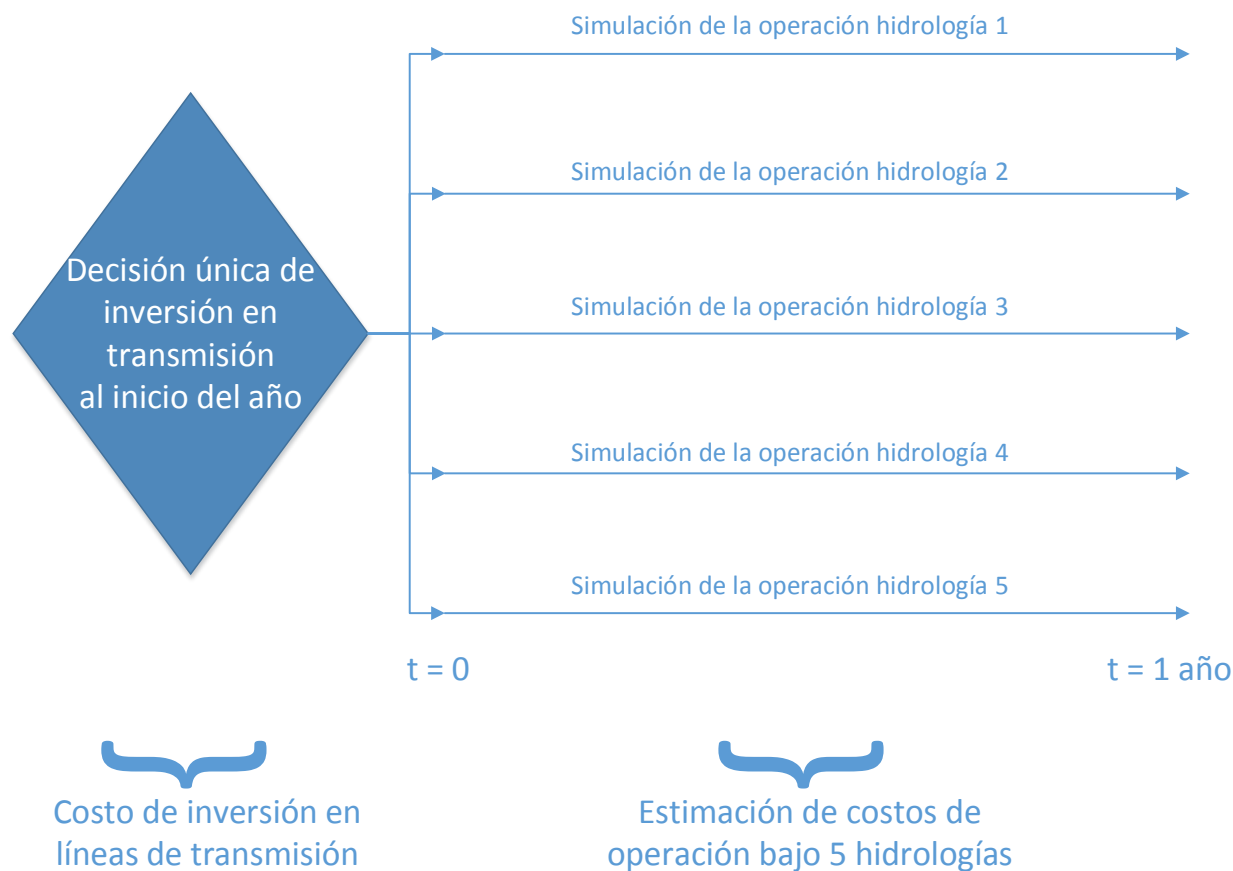 Simulación de la operación hidrología 1
Simulación de la operación hidrología 2
Decisión única de
inversión en
transmisión
al inicio del año
Simulación de la operación hidrología 3
Simulación de la operación hidrología 4
Simulación de la operación hidrología 5
t = 0
t = 1 año
Costo de inversión en
líneas de transmisión
Estimación de costos de
operación bajo 5 hidrologías